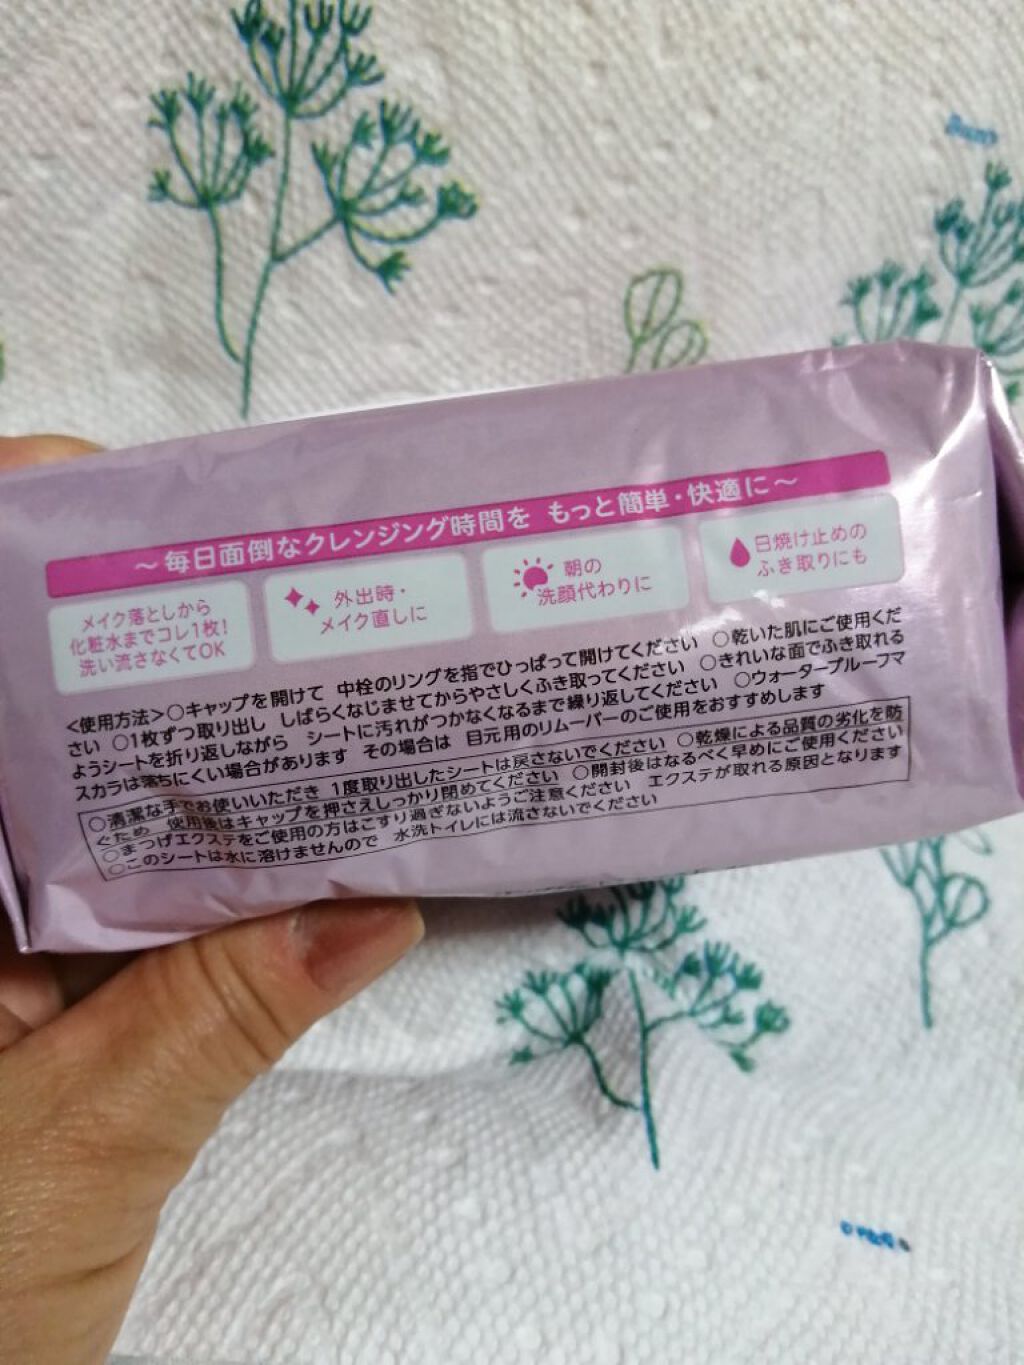 ～毎日面倒なクレンジング時間を もっと簡単・快適に～
メイク落としから
化粧水までコレ1枚!
洗い流さなくてOK
外出時・
メイク直しに
朝の
洗顔代わりに
日焼け止めの
ふき取りにも
<使用方法>○キャップを開けて 中栓のリングを指でひっぱって開けてください ○乾いた肌にご使用くだ
さい ○1枚ずつ取り出し しばらくなじませてからやさしくふき取ってください ○きれいな面でふき取れる
ようシートを折り返しながら シートに汚れがつかなくなるまで繰り返してください ○ウォータープルーフマ
スカラは落ちにくい場合があります その場合は 目元用のリムーバーのご使用をおすすめします
○清潔な手でお使いいただき 1度取り出したシートは戻さないでください ○乾燥による品質の劣化を防
ぐため 使用後はキャップを押さえしっかり閉めてください ○開封後はなるべく早めにご使用ください
○まつげエクステをご使用の方はこすり過ぎないようご注意ください エクステが取れる原因となります
○このシートは水に溶けませんので 水洗トイレには流さないでください